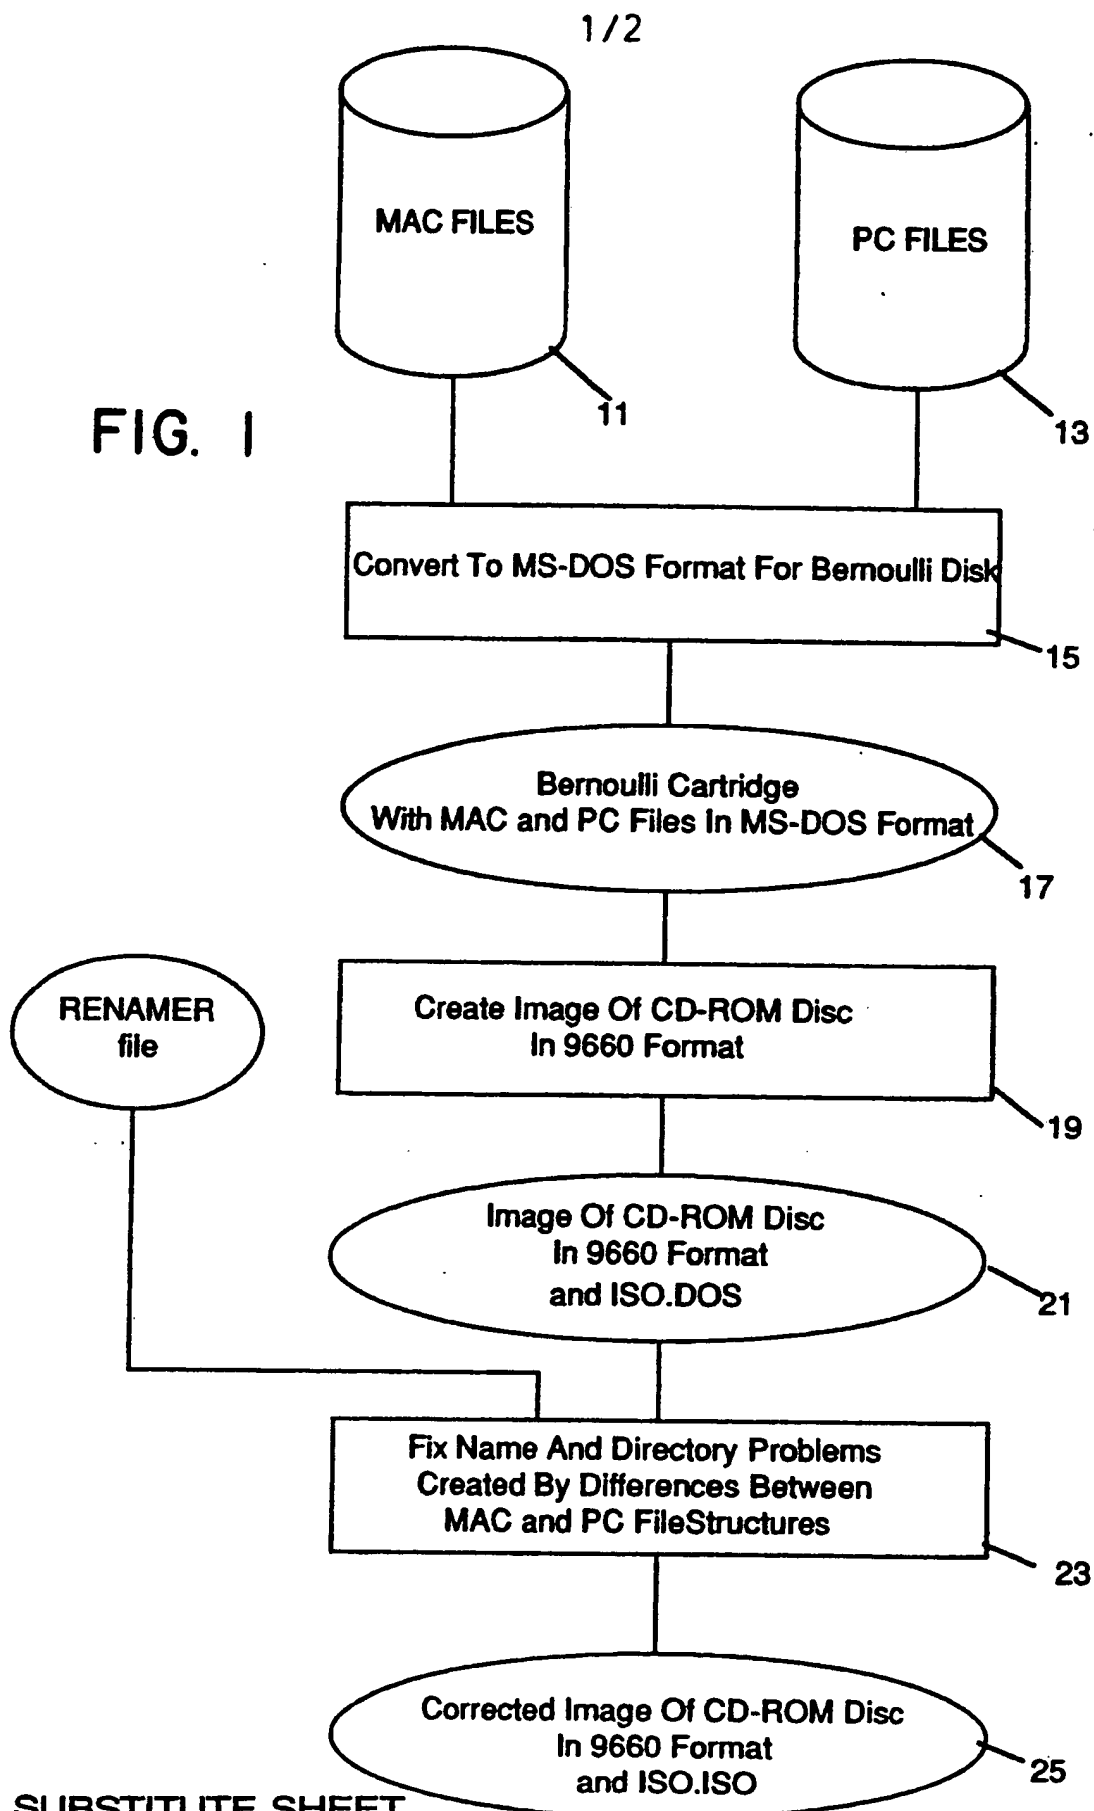 1/2
MAC FILES
PC FILES
11
13
FIG. 1
Convert To MS-DOS Format For Bernoulli Disk
15
Bernoulli Cartridge
With MAC and PC Files In MS-DOS Format
17
RENAMER
file
Create Image Of CD-ROM Disc
In 9660 Format
19
Image Of CD-ROM Disc
In 9660 Format
and ISO.DOS
21
Fix Name And Directory Problems
Created By Differences Between
MAC and PC FileStructures
23
Corrected Image Of CD-ROM Disc
In 9660 Format
and ISO.ISO
25
SUBSTITUTE SHEET